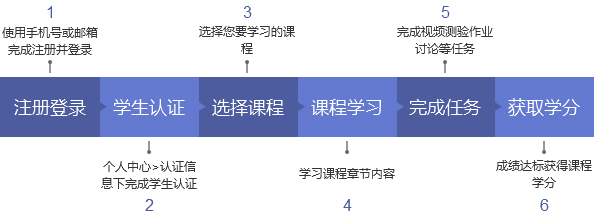 1
使用手机号或邮箱
完成注册并登录
3
选择您要学习的课
程
5
完成视频测验作业
讨论等任务
注册登录
学生认证
选择课程
课程学习
完成任务
获取学分
个人中心>认证信
息下完成学生认证
2
学习课程章节内容
4
成绩达标获得课程
学分
6